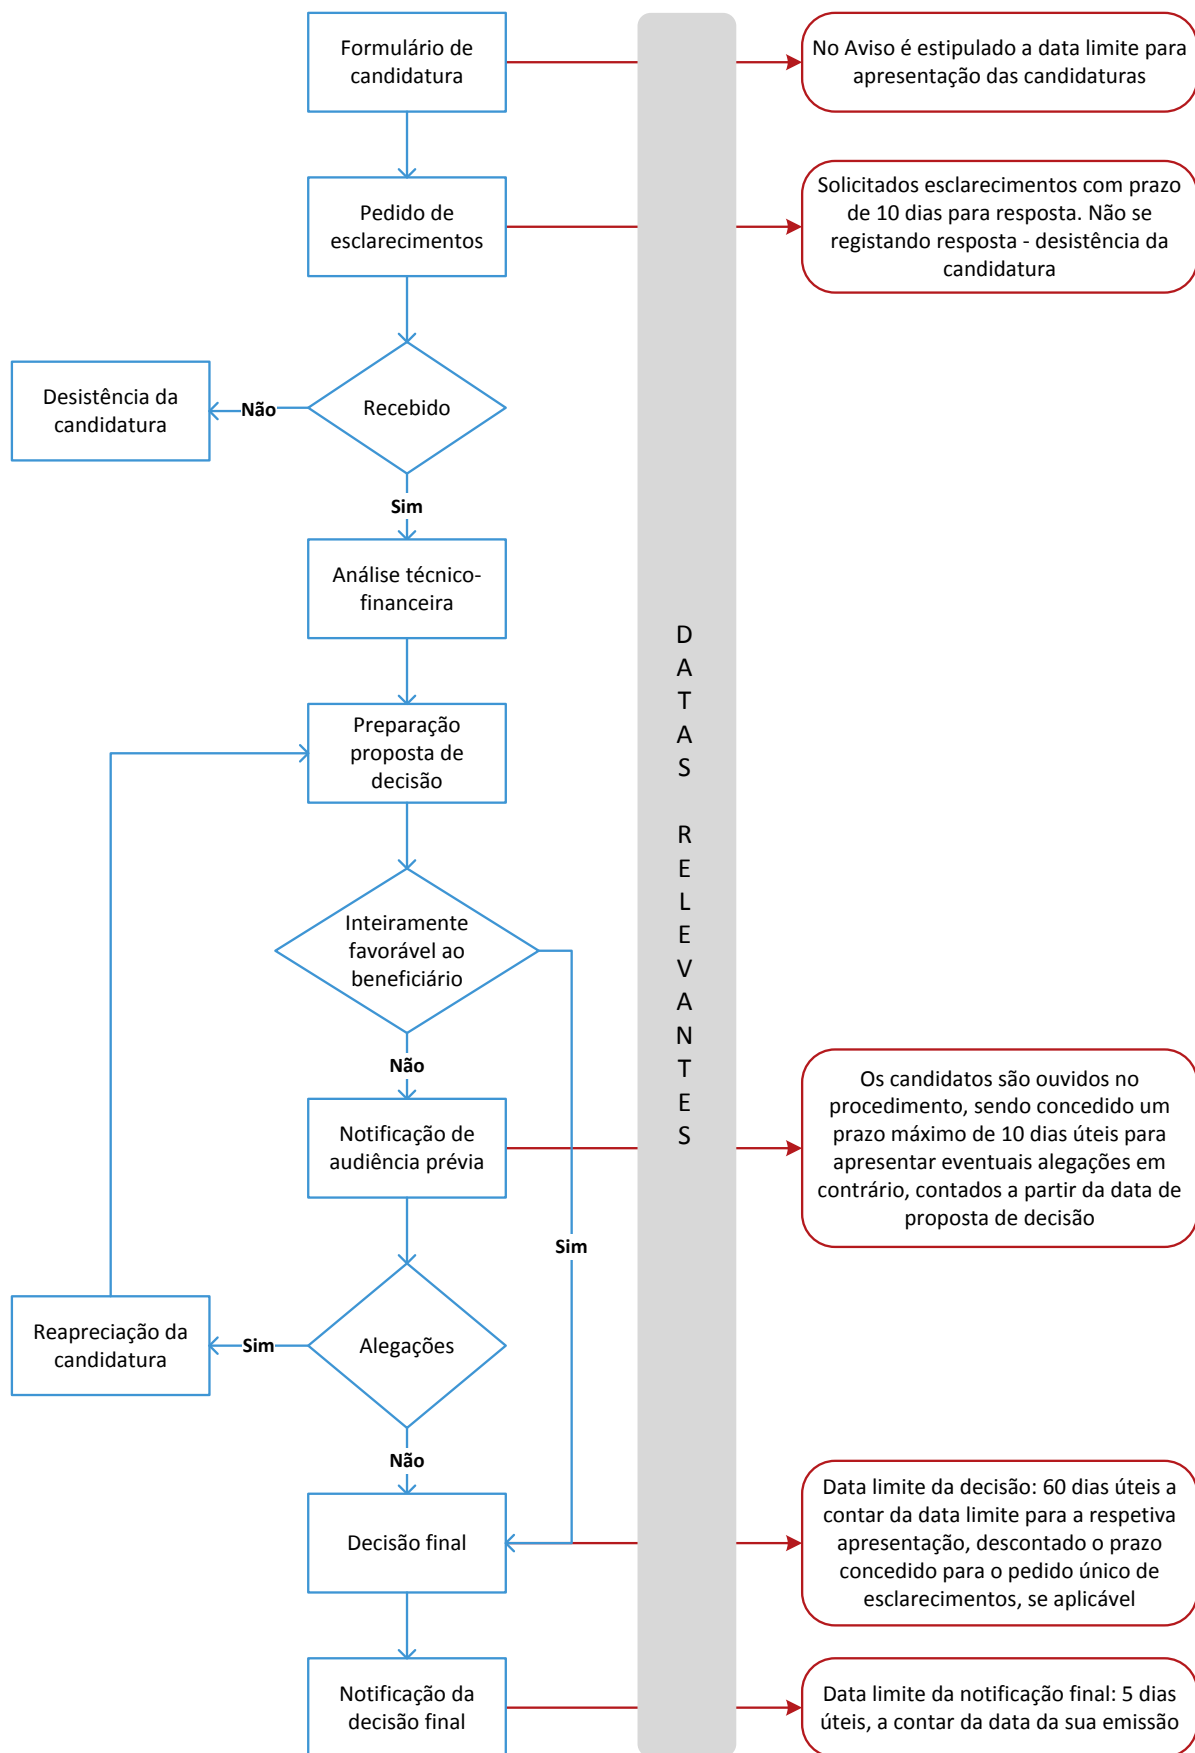 Formulário de
candidatura
No Aviso é estipulado a data limite para
apresentação das candidaturas
Pedido de
esclarecimentos
Solicitados esclarecimentos com prazo
de 10 dias para resposta. Não se
registando resposta - desistência da
candidatura
Desistência da
candidatura
Não
Recebido
Sim
Análise técnico-
financeira
Preparação
proposta de
decisão
DATAS RELEVANTES
Inteiramente
favorável ao
beneficiário
Não
Notificação de
audiência prévia
Os candidatos são ouvidos no
procedimento, sendo concedido um
prazo máximo de 10 dias úteis para
apresentar eventuais alegações em
contrário, contados a partir da data de
proposta de decisão
Sim
Reapreciação da
candidatura
Sim
Alegações
Não
Decisão final
Data limite da decisão: 60 dias úteis a
contar da data limite para a respetiva
apresentação, descontado o prazo
concedido para o pedido único de
esclarecimentos, se aplicável
Notificação da
decisão final
Data limite da notificação final: 5 dias
úteis, a contar da data da sua emissão